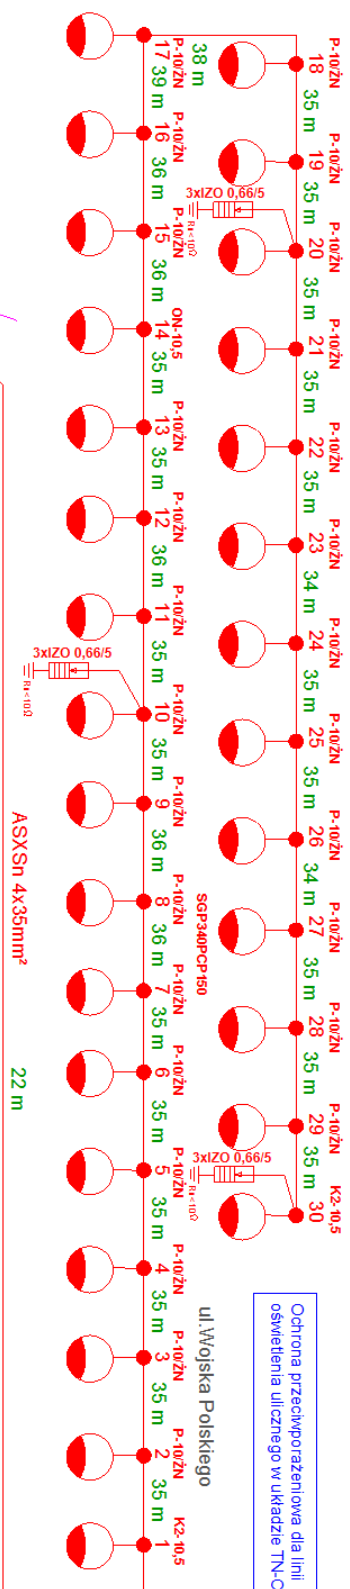 P-10/ŻN P-10/ŻN P-10/ŻN P-10/ŻN P-10/ŻN P-10/ŻN P-10/ŻN P-10/ŻN P-10/ŻN P-10/ŻN P-10/ŻN P-10/ŻN K2-10,5
18 19 20 21 22 23 24 25 26 27 28 29 30
35 m 35 m 35 m 35 m 35 m 34 m 35 m 35 m 34 m 35 m 35 m 35 m
3xIZO 0,66/5
R≤10Ω
3xIZO 0,66/5
R≤10Ω
Ochrona przeciwporażeniowa dla linii
oświetlenia ulicznego w układzie TN-C
38 m
SGP340PCP150
ul.Wojska Polskiego
P-10/ŻN P-10/ŻN P-10/ŻN ON-10,5 P-10/ŻN P-10/ŻN P-10/ŻN P-10/ŻN P-10/ŻN P-10/ŻN P-10/ŻN P-10/ŻN P-10/ŻN P-10/ŻN P-10/ŻN P-10/ŻN K2-10,5
17 16 15 14 13 12 11 10 9 8 7 6 5 4 3 2 1
39 m 36 m 36 m 35 m 35 m 36 m 35 m 35 m 36 m 36 m 35 m 35 m 35 m 35 m 35 m 35 m
3xIZO 0,66/5
R≤10Ω
ASXSn 4x35mm² 22 m